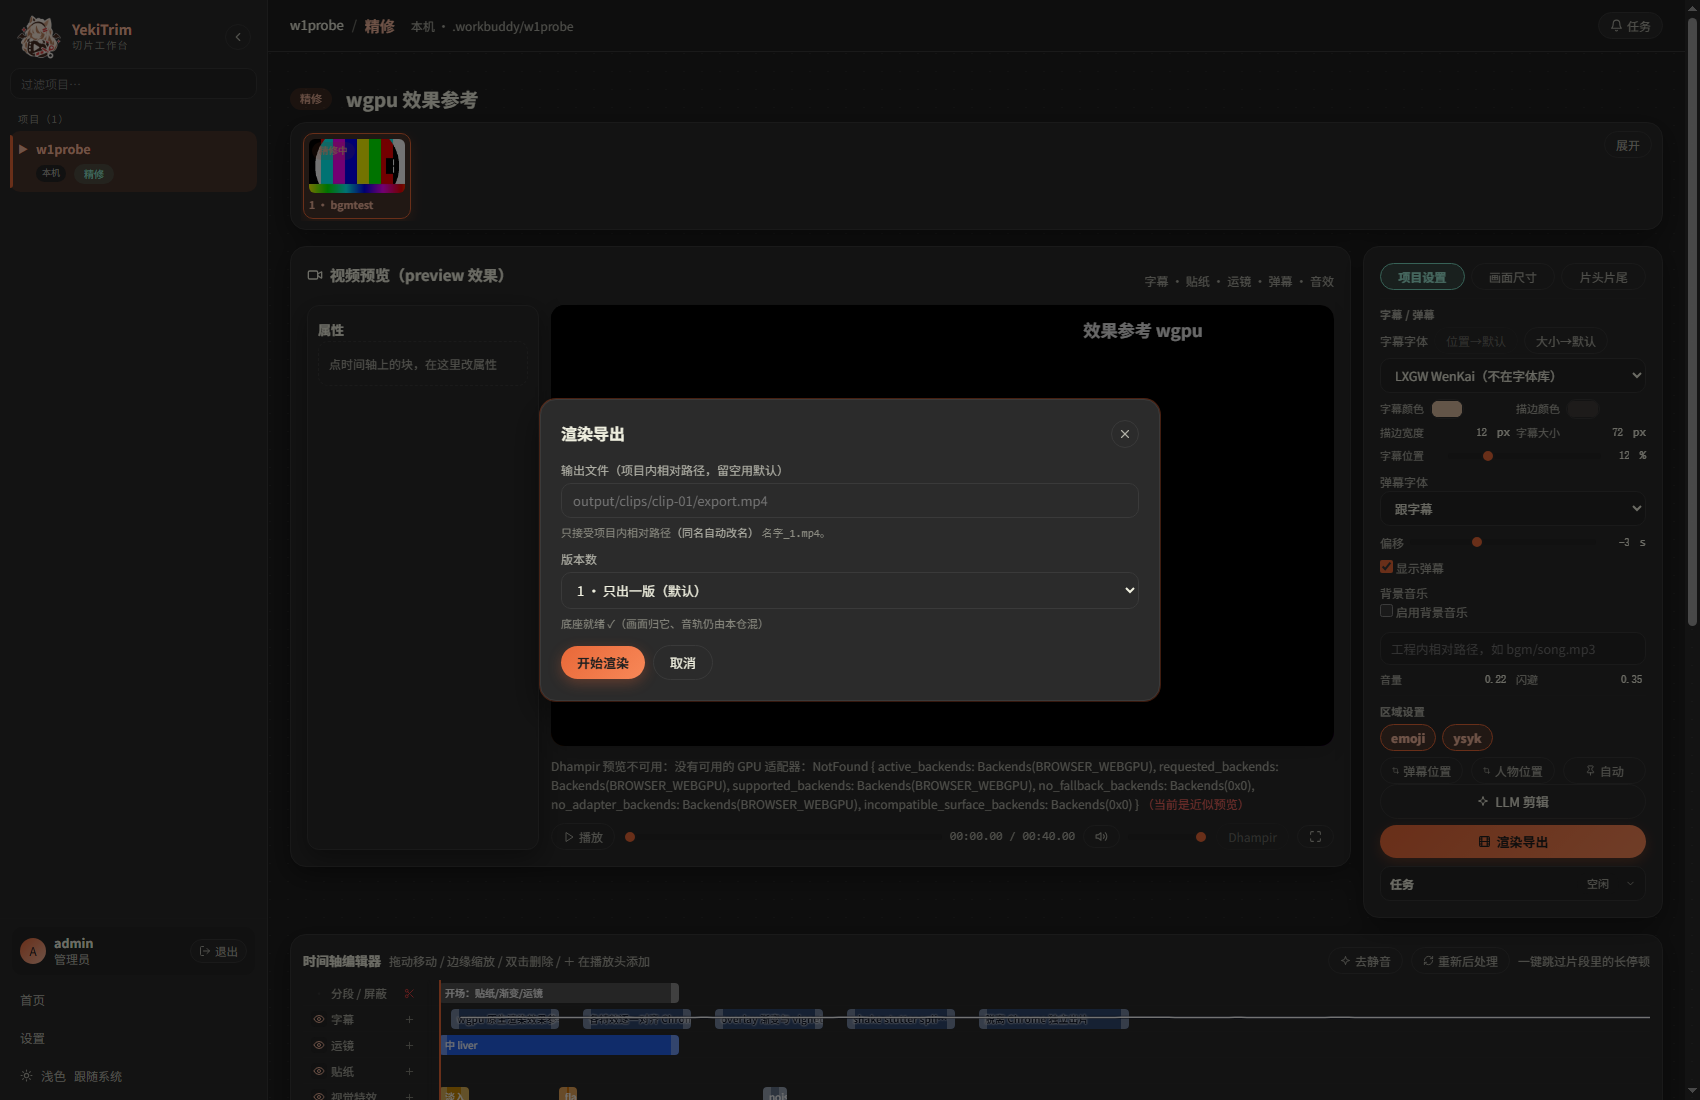 YekiTrim
切片工作台
过滤项目…
项目（1）
w1probe
本机 精修
w1probe / 精修 本机 · .workbuddy/w1probe
任务
精修 wgpu 效果参考
展开
1 · bgmtest
视频预览（preview 效果）
字幕 · 贴纸 · 运镜 · 弹幕 · 音效
属性
点时间轴上的块，在这里改属性
效果参考 wgpu
渲染导出
输出文件（项目内相对路径，留空用默认）
output/clips/clip-01/export.mp4
只接受项目内相对路径（同名自动改名） 名字_1.mp4。
版本数
1 · 只出一版（默认）
底座就绪 ✓（画面归它、音轨仍由本仓混）
开始渲染 取消
Dhampir 预览不可用：没有可用的 GPU 适配器：NotFound { active_backends: Backends(BROWSER_WEBGPU), requested_backends:
Backends(BROWSER_WEBGPU), supported_backends: Backends(BROWSER_WEBGPU), no_fallback_backends: Backends(0x0),
no_adapter_backends: Backends(BROWSER_WEBGPU), incompatible_surface_backends: Backends(0x0) } （当前是近似预览）
播放 00:00.00 / 00:40.00 Dhampir
项目设置 画面尺寸 片头片尾
字幕 / 弹幕
字幕字体 位置→默认 大小→默认
LXGW WenKai（不在字体库）
字幕颜色 描边颜色
描边宽度 12 px 字幕大小 72 px
字幕位置 12 %
弹幕字体
跟字幕
偏移 -3 s
显示弹幕
背景音乐
启用背景音乐
工程内相对路径，如 bgm/song.mp3
音量 0.22 闪避 0.35
区域设置
emoji ysyk
弹幕位置 人物位置 自动
LLM 剪辑
渲染导出
任务 空闲
admin
管理员
退出
首页
设置
浅色 跟随系统
时间轴编辑器 拖动移动 / 边缘缩放 / 双击删除 / ＋ 在播放头添加
去静音 重新后处理 一键跳过片段里的长停顿
分段 / 屏蔽 开场：贴纸/渐变/运镜
字幕
运镜 中 liver
贴纸
视觉特效